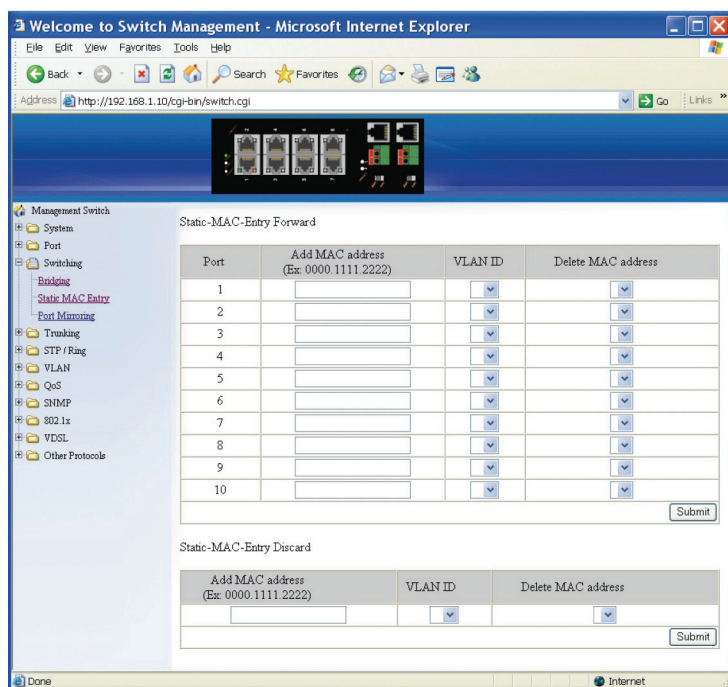 Welcome to Switch Management - Microsoft Internet Explorer
File Edit View Favorites Tools Help
Back Search Favorites
Address http://192.168.1.10/cgi-bin/switch.cgi Go Links »
Management Switch
System
Port
Switching
Bridging
Static MAC Entry
Port Mirroring
Trunking
STP / Ring
VLAN
QoS
SNMP
802.1x
VDSL
Other Protocols
Static-MAC-Entry Forward
Port Add MAC address (Ex: 0000.1111.2222) VLAN ID Delete MAC address
1
2
3
4
5
6
7
8
9
10
Submit
Static-MAC-Entry Discard
Add MAC address (Ex: 0000.1111.2222) VLAN ID Delete MAC address
Submit
Done Internet